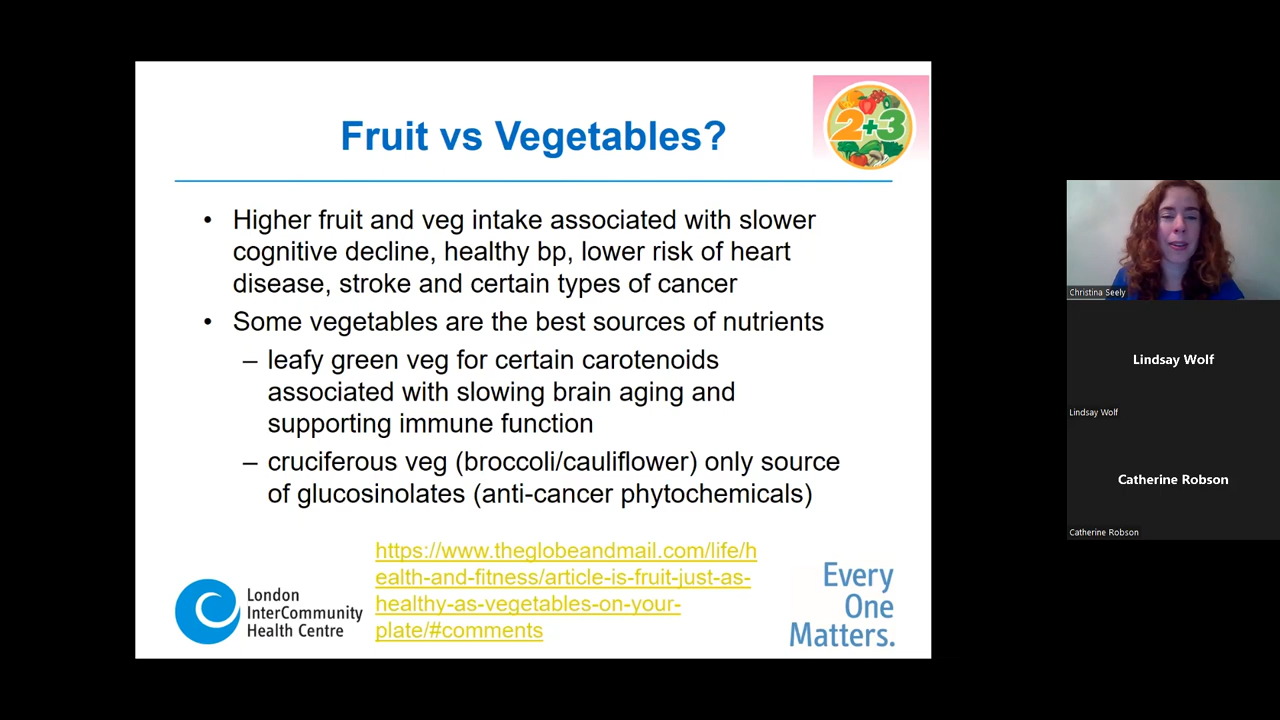 Fruit vs Vegetables?
2+3
• Higher fruit and veg intake associated with slower
cognitive decline, healthy bp, lower risk of heart
disease, stroke and certain types of cancer
• Some vegetables are the best sources of nutrients
– leafy green veg for certain carotenoids
associated with slowing brain aging and
supporting immune function
– cruciferous veg (broccoli/cauliflower) only source
of glucosinolates (anti-cancer phytochemicals)
https://www.theglobeandmail.com/life/h
ealth-and-fitness/article-is-fruit-just-as-
healthy-as-vegetables-on-your-
plate/#comments
London
InterCommunity
Health Centre
Every
One
Matters.
Christina Seely
Lindsay Wolf
Lindsay Wolf
Catherine Robson
Catherine Robson